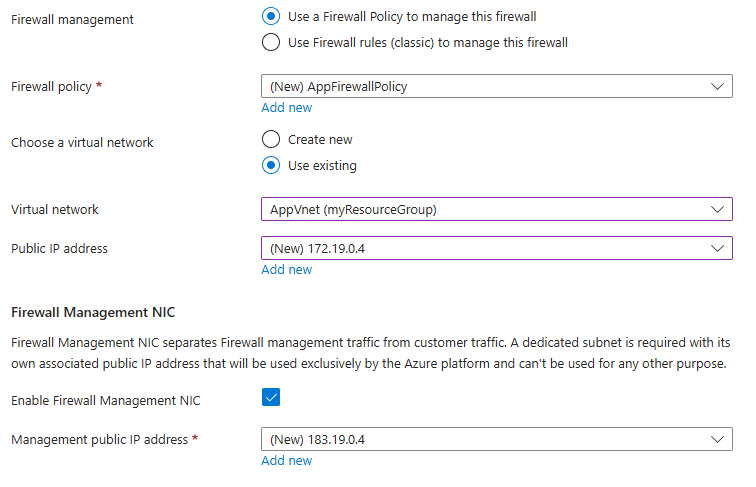 Firewall management
Use a Firewall Policy to manage this firewall
Use Firewall rules (classic) to manage this firewall
Firewall policy *
(New) AppFirewallPolicy
Add new
Choose a virtual network
Create new
Use existing
Virtual network
AppVnet (myResourceGroup)
Public IP address
(New) 172.19.0.4
Add new
Firewall Management NIC
Firewall Management NIC separates Firewall management traffic from customer traffic. A dedicated subnet is required with its
own associated public IP address that will be used exclusively by the Azure platform and can't be used for any other purpose.
Enable Firewall Management NIC
Management public IP address *
(New) 183.19.0.4
Add new